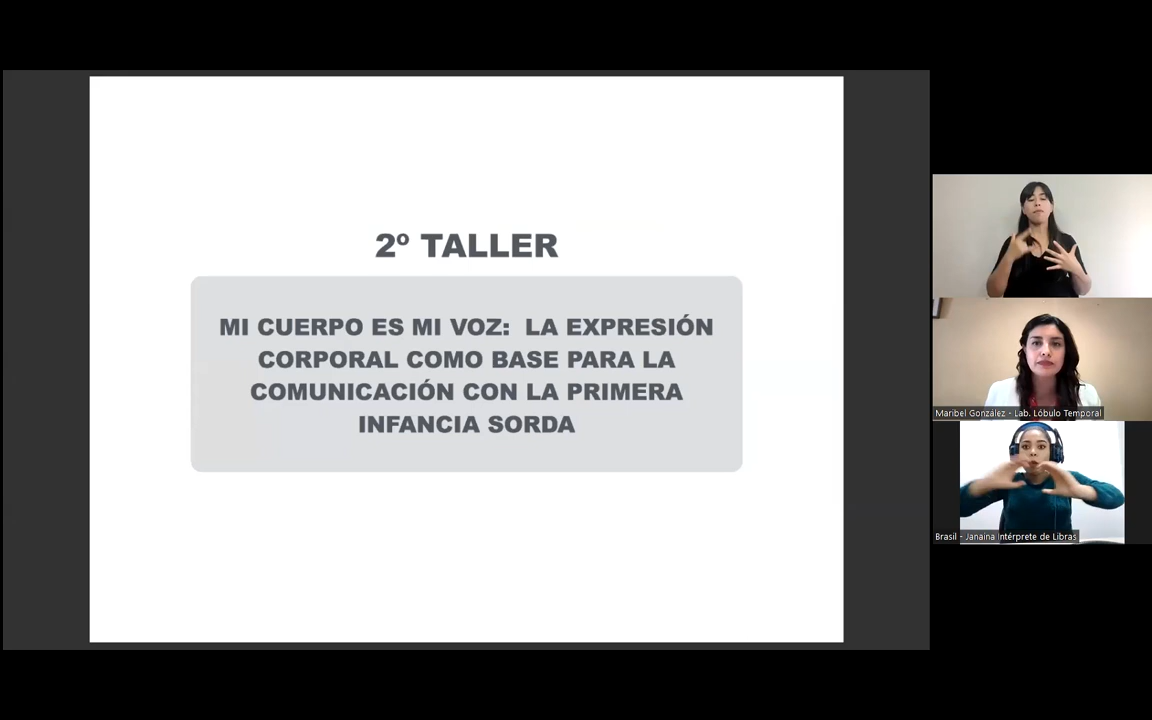 2º TALLER
MI CUERPO ES MI VOZ: LA EXPRESIÓN
CORPORAL COMO BASE PARA LA
COMUNICACIÓN CON LA PRIMERA
INFANCIA SORDA
Maribel González - Lab. Lóbulo Temporal
Brasil - Janaina Intérprete de Libras